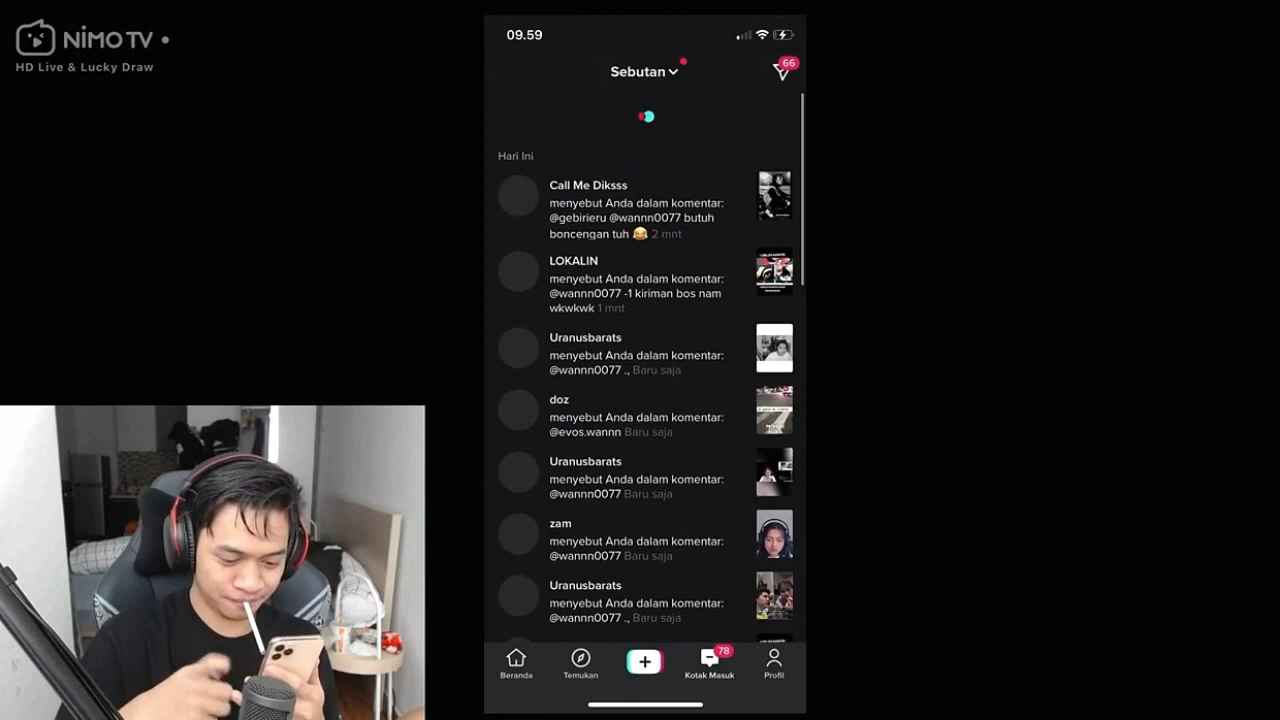 NIMO TV
HD Live & Lucky Draw
09.59
Sebutan
66
Hari Ini
Call Me Diksss
menyebut Anda dalam komentar:
@gebirieru @wannn0077 butuh
boncengan tuh 😂 2 mnt
LOKALIN
menyebut Anda dalam komentar:
@wannn0077 -1 kiriman bos nam
wkwkwk 1 mnt
Uranusbarats
menyebut Anda dalam komentar:
@wannn0077 ., Baru saja
doz
menyebut Anda dalam komentar:
@evos.wannn Baru saja
Uranusbarats
menyebut Anda dalam komentar:
@wannn0077 Baru saja
zam
menyebut Anda dalam komentar:
@wannn0077 Baru saja
Uranusbarats
menyebut Anda dalam komentar:
@wannn0077 ., Baru saja
78
Beranda
Temukan
Kotak Masuk
Profil